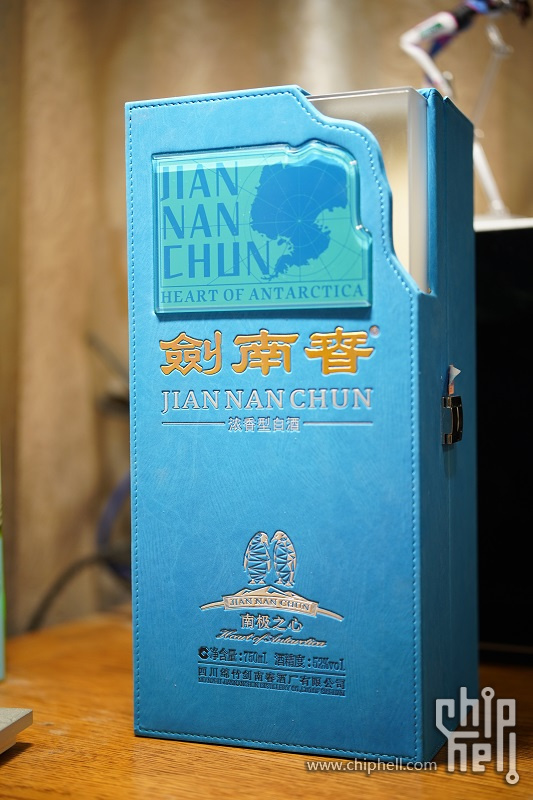 JIAN
NAN
CHUN
HEART OF ANTARCTICA
劍南春®
JIAN NAN CHUN
浓香型白酒
JIAN NAN CHUN
南极之心
Heart of Antarctica
净含量:750ml 酒精度:52%vol
四川绵竹剑南春酒厂有限公司
chip
hell
www.chiphell.com